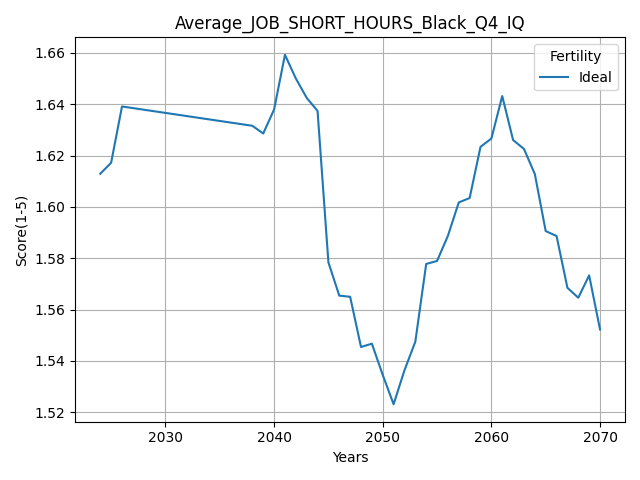 Average_JOB_SHORT_HOURS_Black_Q4_IQ
Fertility
Ideal
Score(1-5)
1.66
1.64
1.62
1.60
1.58
1.56
1.54
1.52
2030 2040 2050 2060 2070
Years